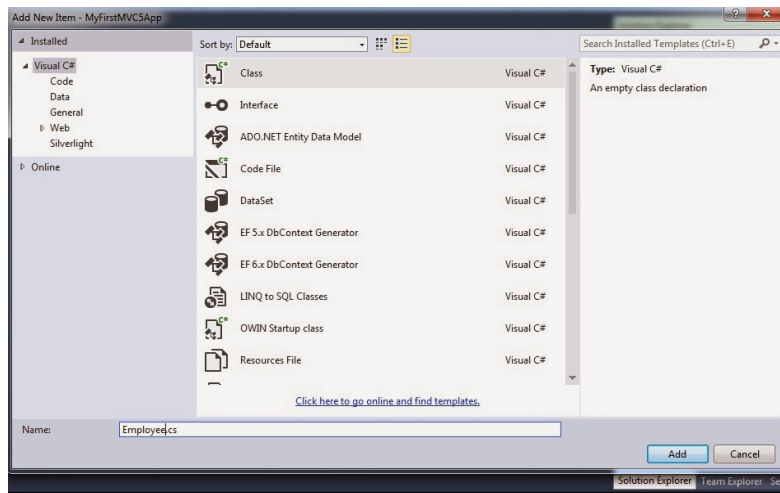 Add New Item - MyFirstMVC5App
Installed
Sort by: Default
Search Installed Templates (Ctrl+E)
Visual C#
Code
Data
General
Web
Silverlight
Online
Class Visual C#
Interface Visual C#
ADO.NET Entity Data Model Visual C#
Code File Visual C#
DataSet Visual C#
EF 5.x DbContext Generator Visual C#
EF 6.x DbContext Generator Visual C#
LINQ to SQL Classes Visual C#
OWIN Startup class Visual C#
Resources File Visual C#
Type: Visual C#
An empty class declaration
Click here to go online and find templates.
Name: Employee.cs
Add Cancel
Solution Explorer Team Explorer